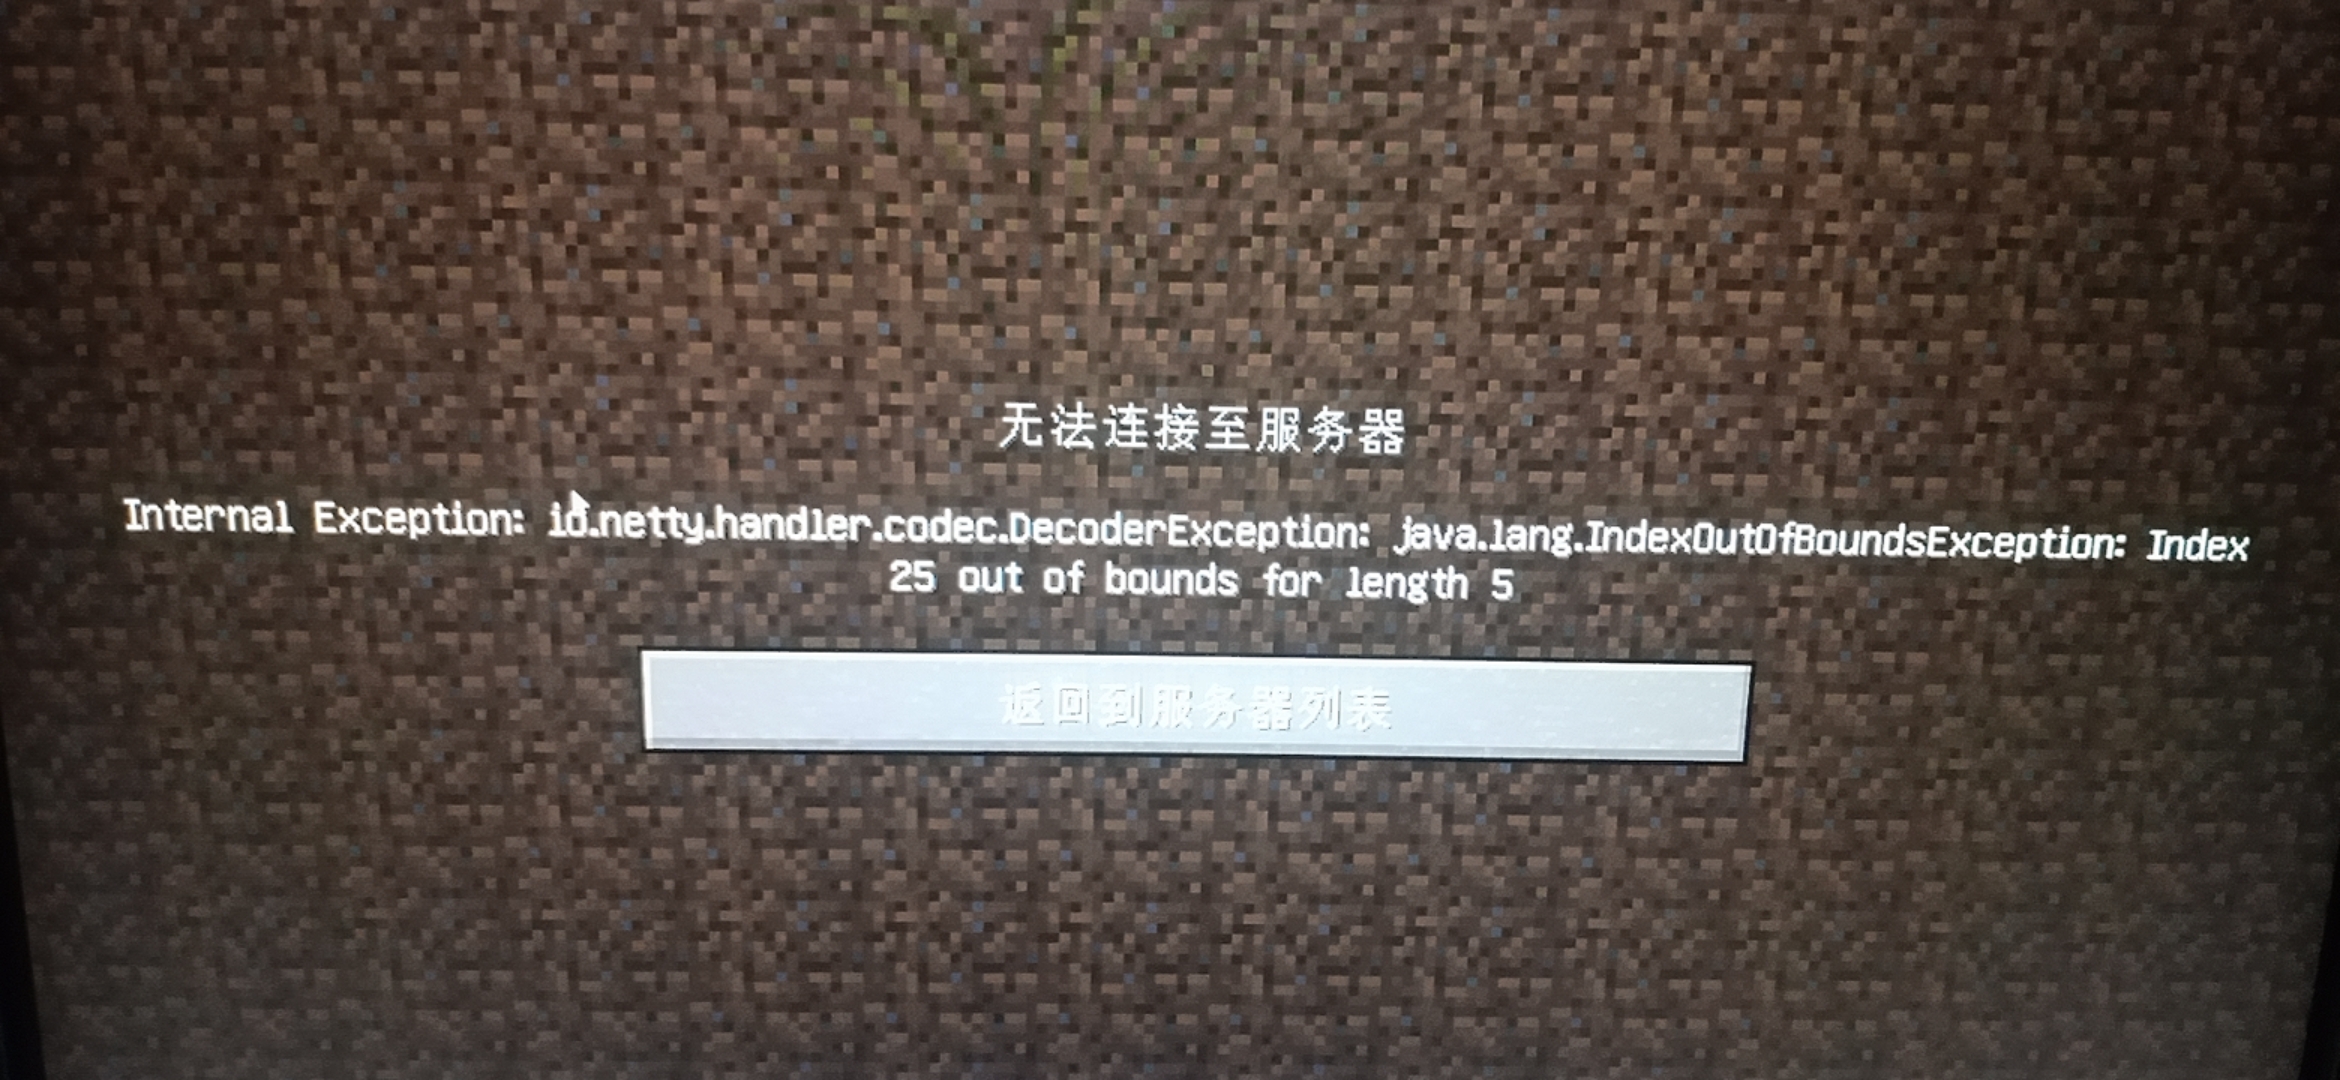 无法连接至服务器
Internal Exception: io.netty.handler.codec.DecoderException: java.lang.IndexOutOfBoundsException: Index
25 out of bounds for length 5
返回到服务器列表